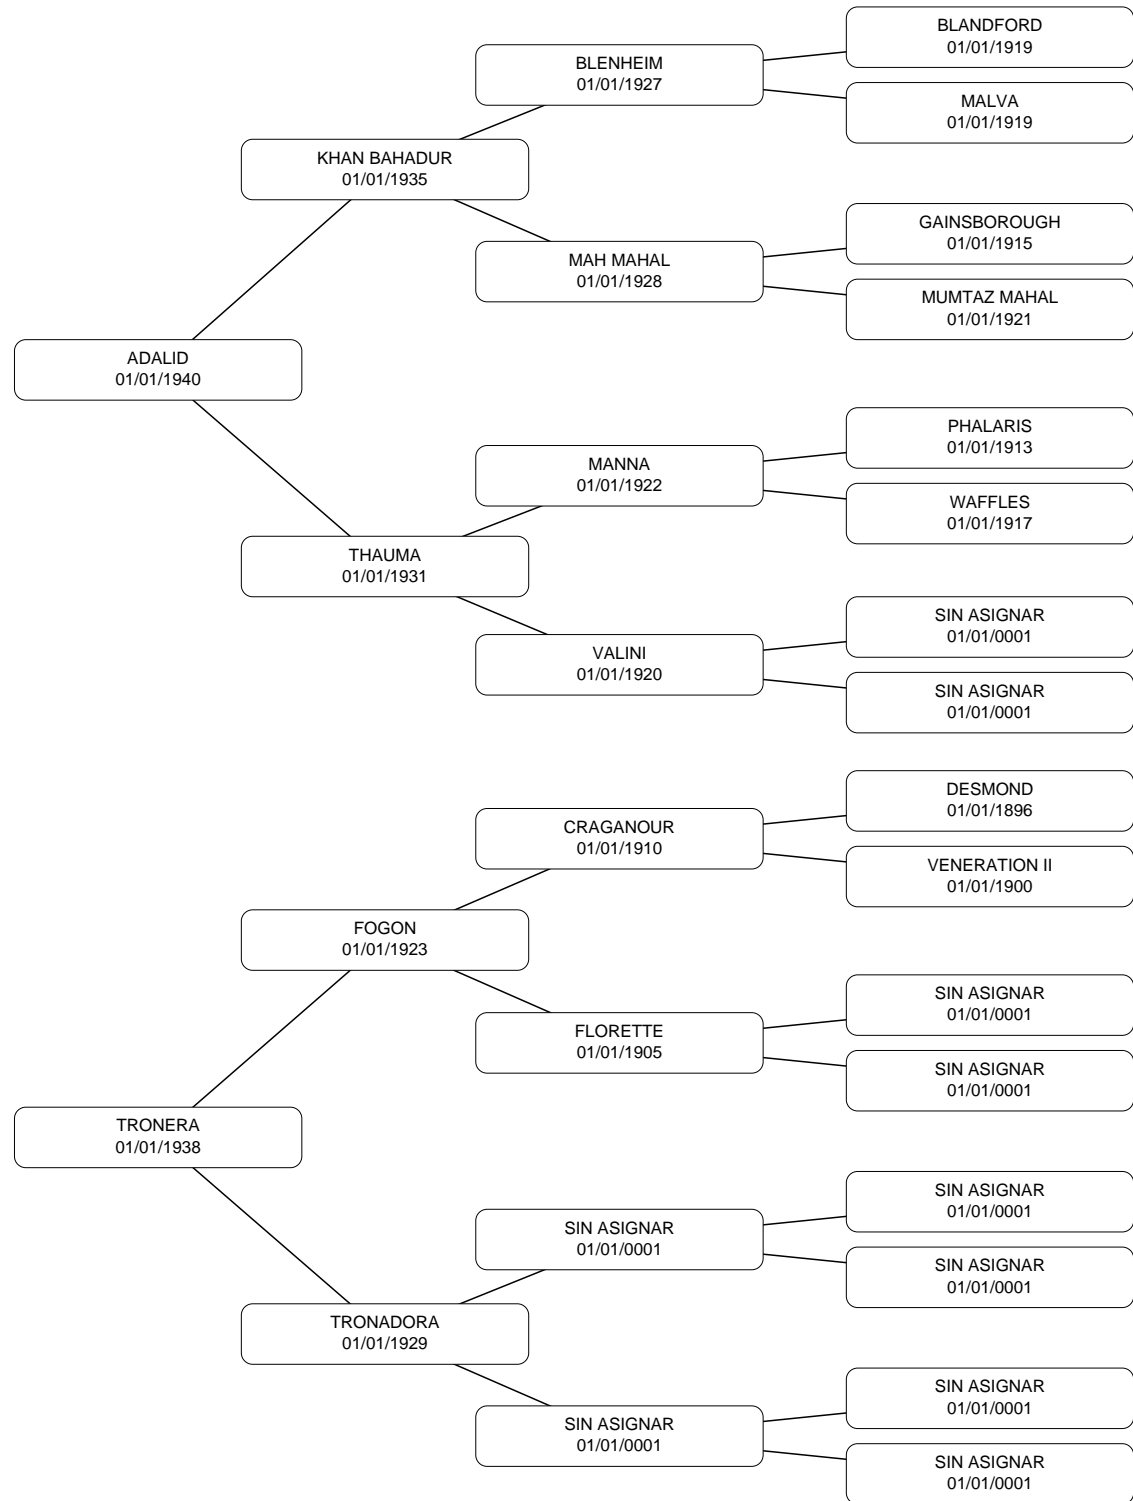 BLANDFORD
01/01/1919
BLENHEIM
01/01/1927
MALVA
01/01/1919
KHAN BAHADUR
01/01/1935
GAINSBOROUGH
01/01/1915
MAH MAHAL
01/01/1928
MUMTAZ MAHAL
01/01/1921
ADALID
01/01/1940
PHALARIS
01/01/1913
MANNA
01/01/1922
WAFFLES
01/01/1917
THAUMA
01/01/1931
SIN ASIGNAR
01/01/0001
VALINI
01/01/1920
SIN ASIGNAR
01/01/0001
DESMOND
01/01/1896
CRAGANOUR
01/01/1910
VENERATION II
01/01/1900
FOGON
01/01/1923
SIN ASIGNAR
01/01/0001
FLORETTE
01/01/1905
SIN ASIGNAR
01/01/0001
TRONERA
01/01/1938
SIN ASIGNAR
01/01/0001
SIN ASIGNAR
01/01/0001
SIN ASIGNAR
01/01/0001
TRONADORA
01/01/1929
SIN ASIGNAR
01/01/0001
SIN ASIGNAR
01/01/0001
SIN ASIGNAR
01/01/0001